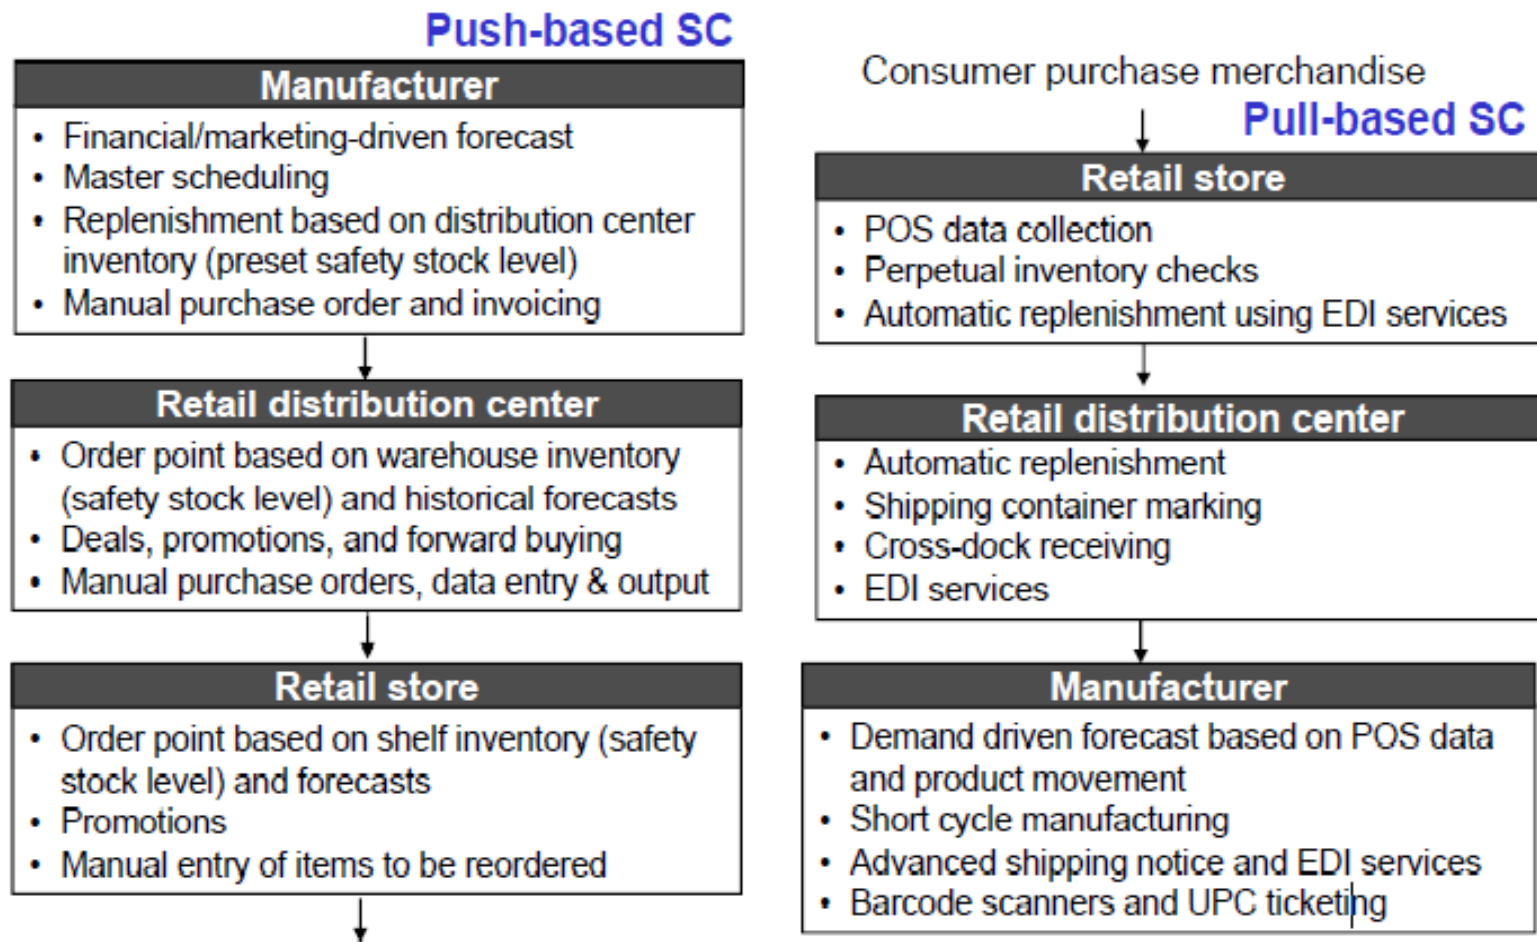 Push-based SC
Manufacturer
• Financial/marketing-driven forecast
• Master scheduling
• Replenishment based on distribution center
inventory (preset safety stock level)
• Manual purchase order and invoicing
Retail distribution center
• Order point based on warehouse inventory
(safety stock level) and historical forecasts
• Deals, promotions, and forward buying
• Manual purchase orders, data entry & output
Retail store
• Order point based on shelf inventory (safety
stock level) and forecasts
• Promotions
• Manual entry of items to be reordered
Consumer purchase merchandise
Pull-based SC
Retail store
• POS data collection
• Perpetual inventory checks
• Automatic replenishment using EDI services
Retail distribution center
• Automatic replenishment
• Shipping container marking
• Cross-dock receiving
• EDI services
Manufacturer
• Demand driven forecast based on POS data
and product movement
• Short cycle manufacturing
• Advanced shipping notice and EDI services
• Barcode scanners and UPC ticketing